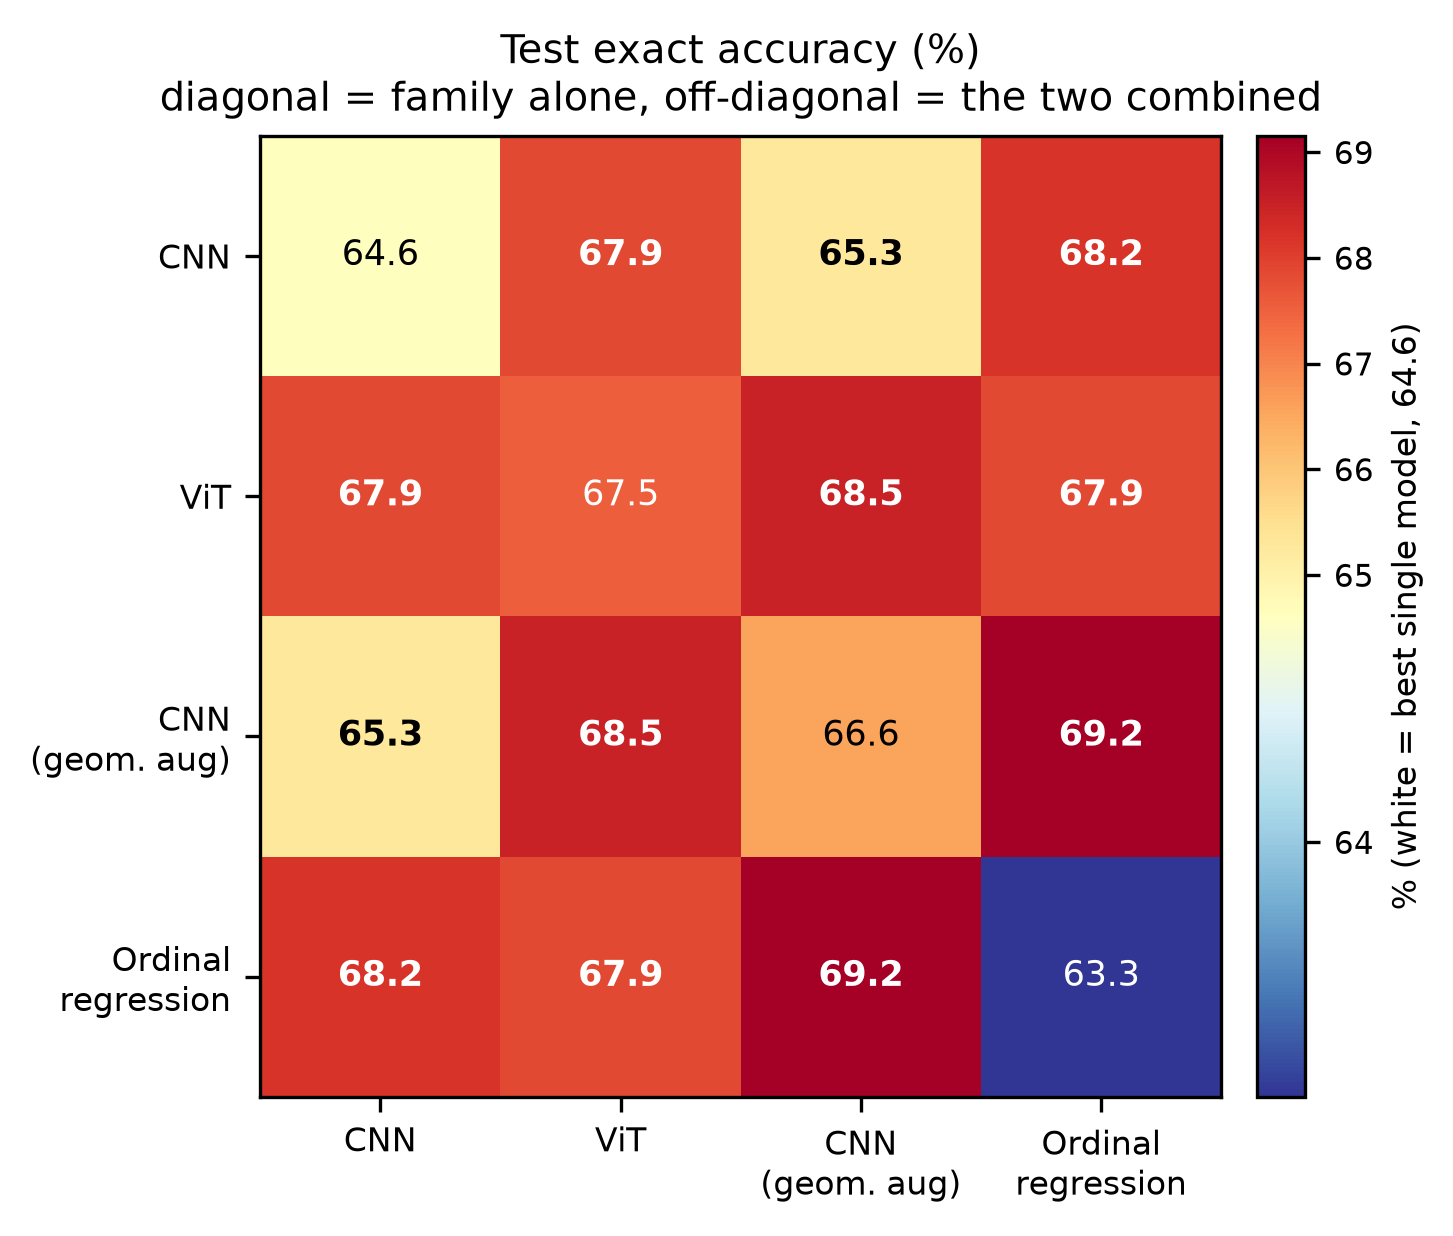 Test exact accuracy (%)
diagonal = family alone, off-diagonal = the two combined
CNN
64.6
67.9
65.3
68.2
ViT
67.9
67.5
68.5
67.9
CNN
(geom. aug)
65.3
68.5
66.6
69.2
Ordinal
regression
68.2
67.9
69.2
63.3
CNN
ViT
CNN
(geom. aug)
Ordinal
regression
69
68
67
66
65
64
% (white = best single model, 64.6)